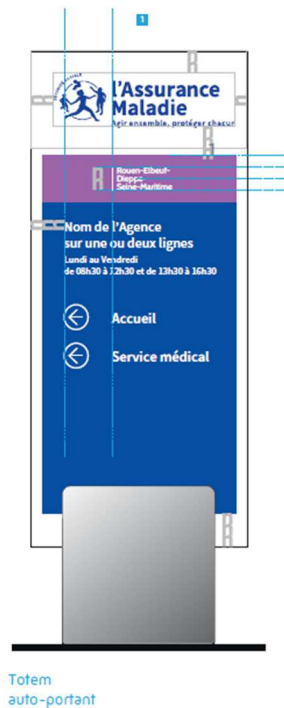 1
l'Assurance
Maladie
Agir ensemble, protéger chacun
Rouen-Elbeuf-
Dieppe
Seine-Maritime
Nom de l'Agence
sur une ou deux lignes
Lundi au Vendredi
de 08h30 à 12h30 et de 13h30 à 16h30
Accueil
Service médical
Totem
auto-portant